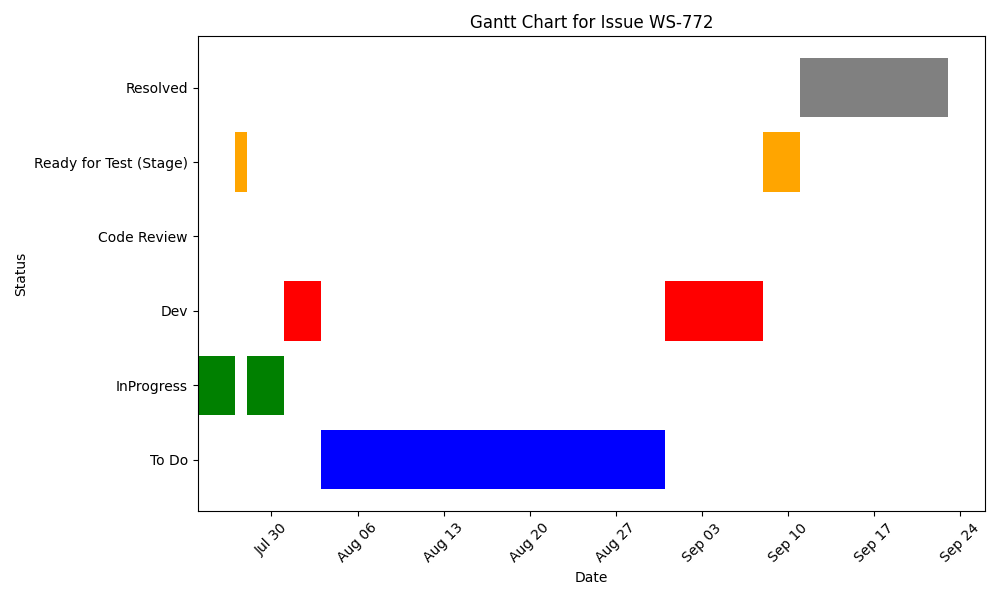 Gantt Chart for Issue WS-772
Resolved
Ready for Test (Stage)
Code Review
Dev
InProgress
To Do
Status
Jul 30
Aug 06
Aug 13
Aug 20
Aug 27
Sep 03
Sep 10
Sep 17
Sep 24
Date